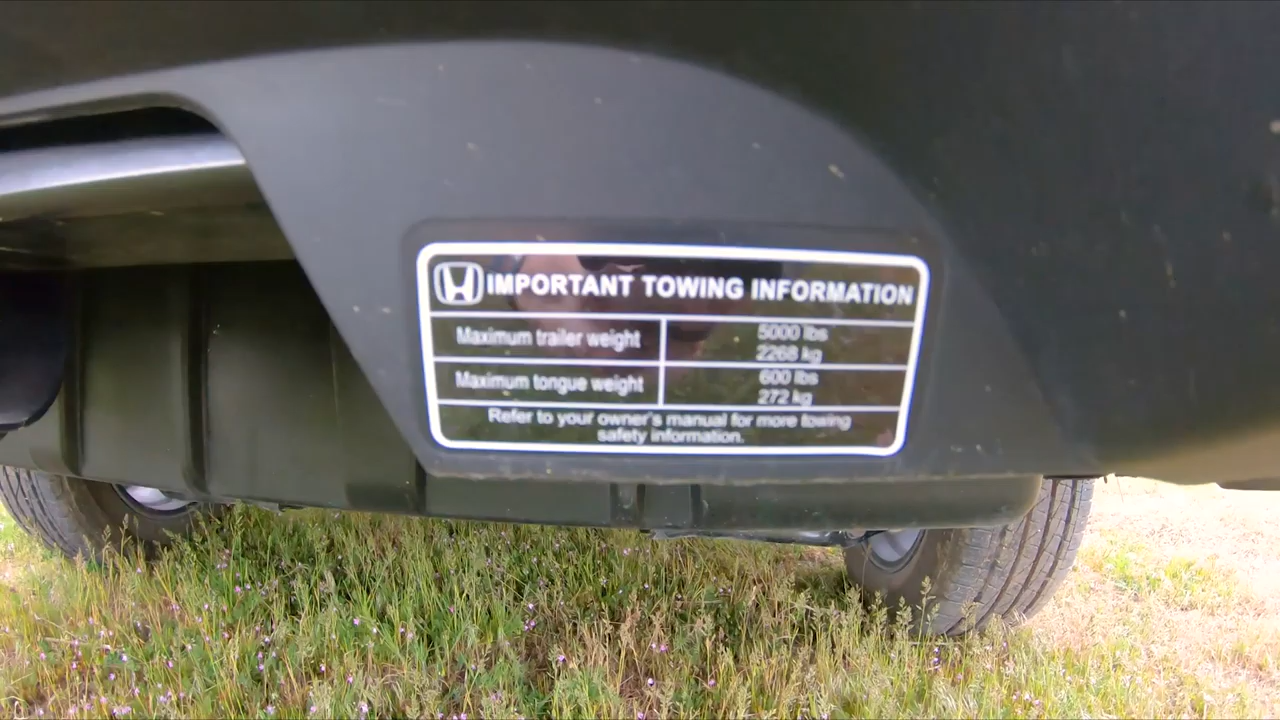 IMPORTANT TOWING INFORMATION
Maximum trailer weight
5000 lbs
2268 kg
Maximum tongue weight
600 lbs
272 kg
Refer to your owner's manual for more towing
safety information.